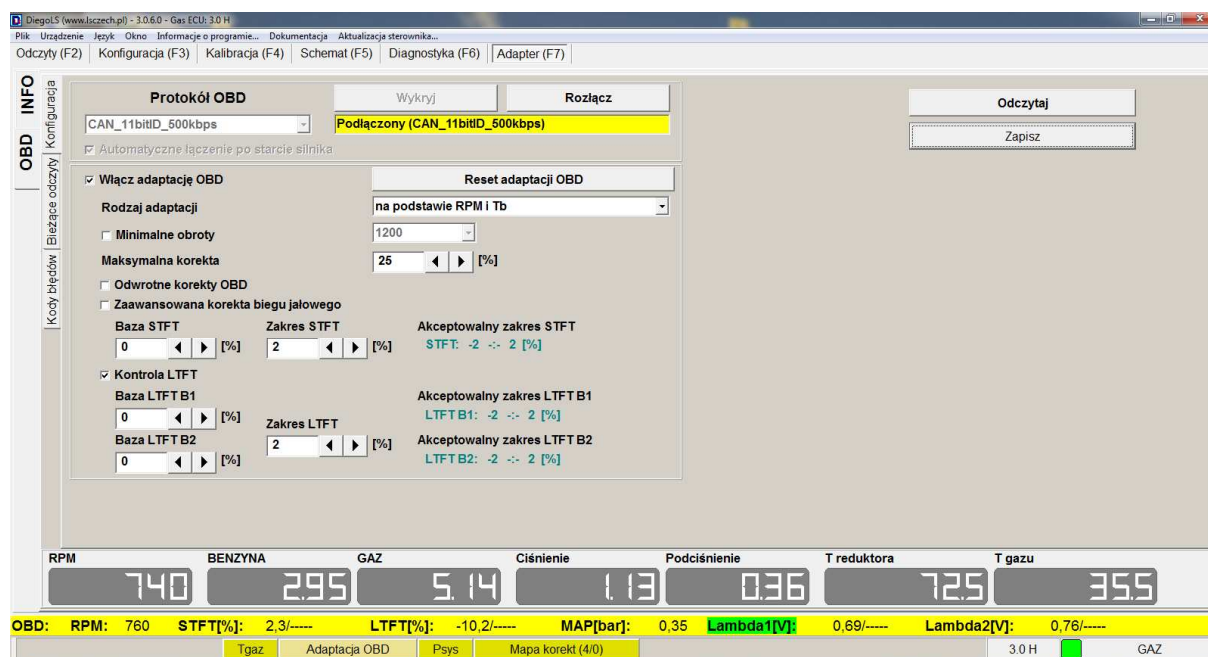 DiegoLS (www.lsczech.pl) - 3.0.6.0 - Gas ECU: 3.0 H
Plik Urządzenie Język Okno Informacje o programie... Dokumentacja Aktualizacja sterownika...
Odczyty (F2) Konfiguracja (F3) Kalibracja (F4) Schemat (F5) Diagnostyka (F6) Adapter (F7)
OBD INFO
Konfiguracja
Bieżące odczyty
Kody błędów
Protokół OBD Wykryj Rozłącz
CAN_11bitID_500kbps Podłączony (CAN_11bitID_500kbps)
Automatyczne łączenie po starcie silnika
Odczytaj
Zapisz
Włącz adaptację OBD Reset adaptacji OBD
Rodzaj adaptacji na podstawie RPM i Tb
Minimalne obroty 1200
Maksymalna korekta 25 [%]
Odwrotne korekty OBD
Zaawansowana korekta biegu jałowego
Baza STFT Zakres STFT Akceptowalny zakres STFT
0 [%] 2 [%] STFT: -2 -:- 2 [%]
Kontrola LTFT
Baza LTFT B1 Akceptowalny zakres LTFT B1
0 [%] LTFT B1: -2 -:- 2 [%]
Zakres LTFT
Baza LTFT B2 2 [%] Akceptowalny zakres LTFT B2
0 [%] LTFT B2: -2 -:- 2 [%]
RPM BENZYNA GAZ Ciśnienie Podciśnienie T reduktora T gazu
740 2.95 5.14 1.13 0.36 72.5 35.5
OBD: RPM: 760 STFT[%]: 2,3/----- LTFT[%]: -10,2/----- MAP[bar]: 0,35 Lambda1[V]: 0,69/----- Lambda2[V]: 0,76/-----
Tgaz Adaptacja OBD Psys Mapa korekt (4/0) 3.0 H GAZ